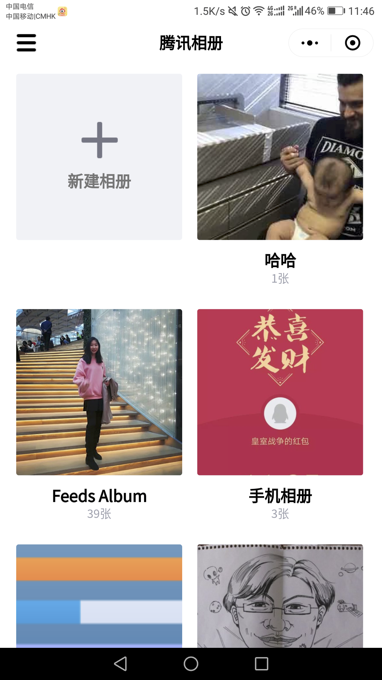 中国电信
中国移动|CMHK
1.5K/s
46%
11:46
腾讯相册
新建相册
DIAMO
哈哈
1张
恭喜
发财
皇室战争的红包
Feeds Album
39张
手机相册
3张